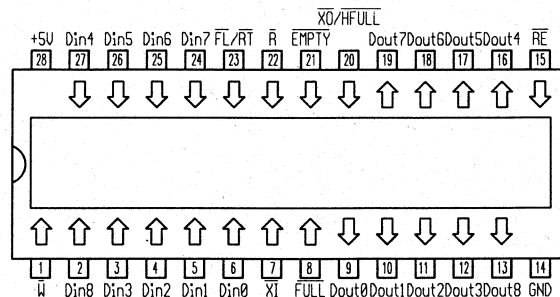 XO/HFULL
+5V Din4 Din5 Din6 Din7 FL/RT R EMPTY Dout7 Dout6 Dout5 Dout4 RE
28 27 26 25 24 23 22 21 20 19 18 17 16 15
1 2 3 4 5 6 7 8 9 10 11 12 13 14
W Din8 Din3 Din2 Din1 Din0 XI FULL Dout0 Dout1 Dout2 Dout3 Dout8 GND